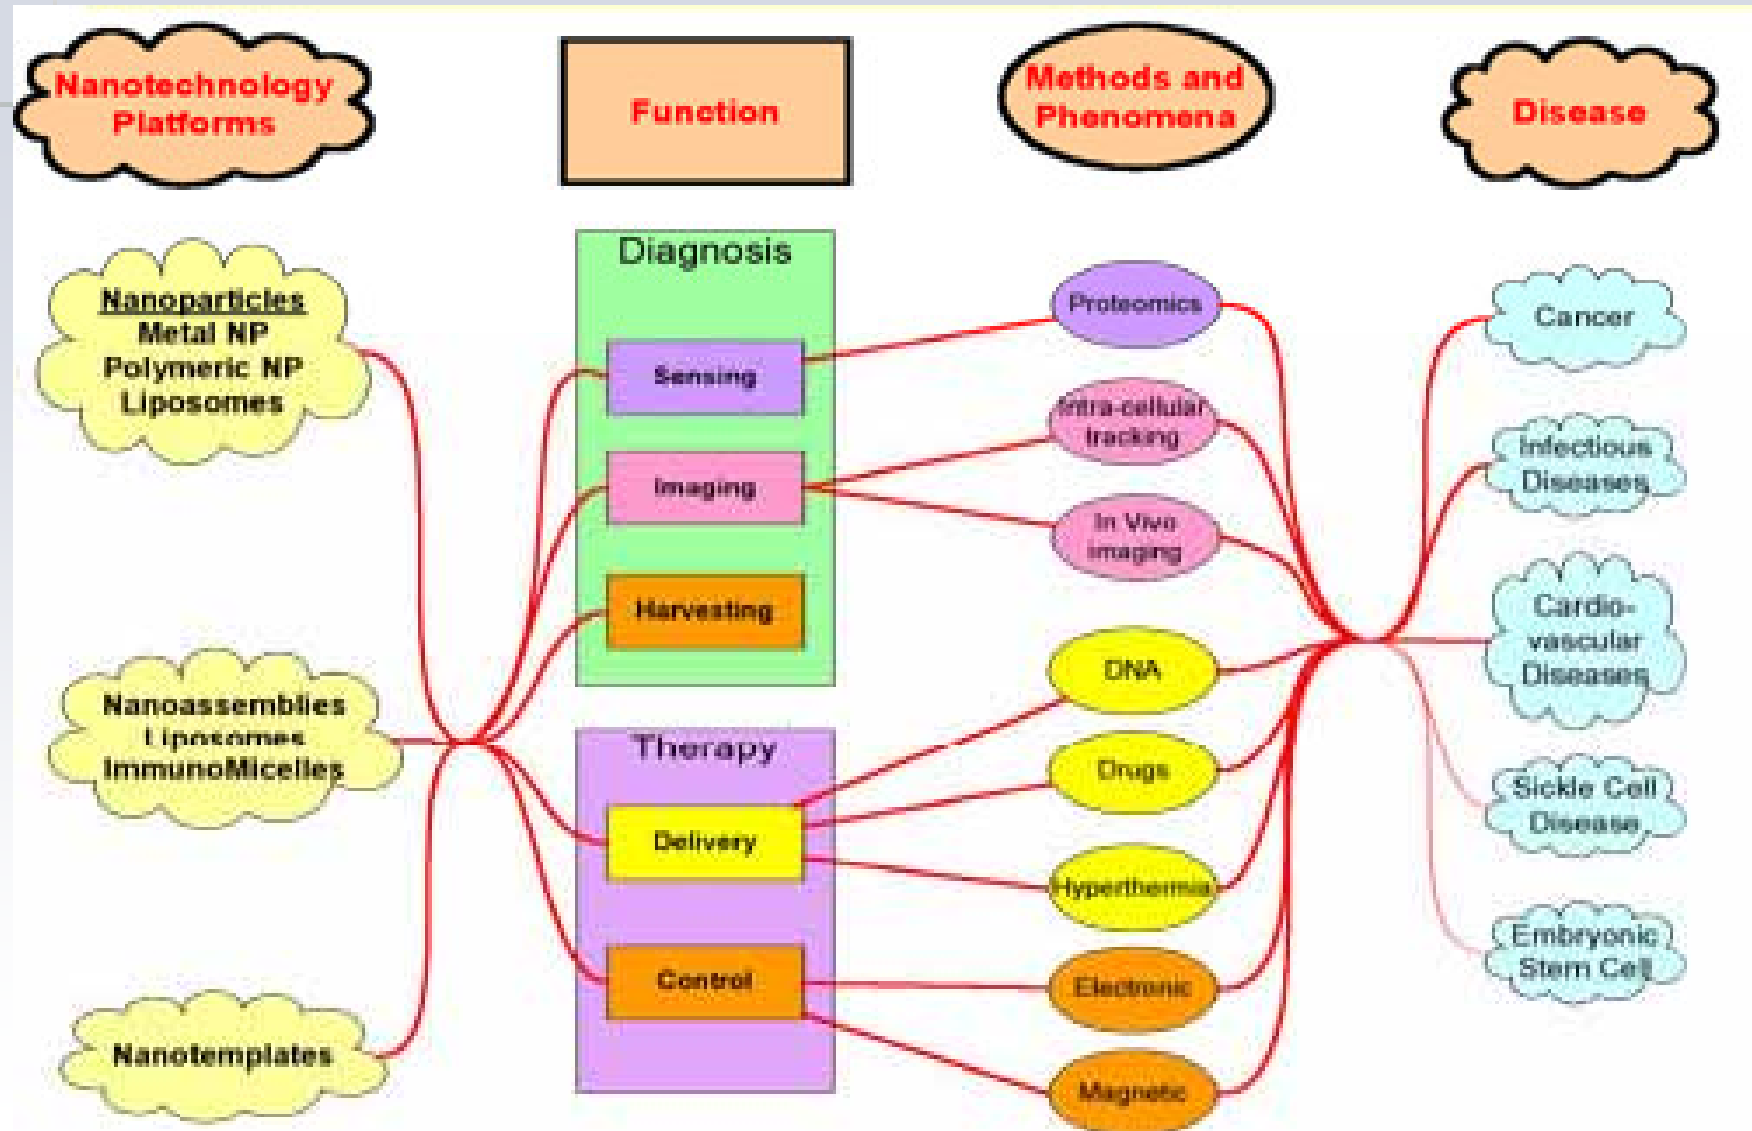 Nanotechnology
Platforms
Function
Methods and
Phenomena
Disease
Nanoparticles
Metal NP
Polymeric NP
Liposomes
Nanoassemblies
Liposomes
ImmunoMicelles
Nanotemplates
Diagnosis
Sensing
Imaging
Harvesting
Therapy
Delivery
Control
Proteomics
Intra-cellular
tracking
In Vivo
imaging
DNA
Drugs
Hyperthermia
Electronic
Magnetic
Cancer
Infectious
Diseases
Cardio-
vascular
Diseases
Sickle Cell
Disease
Embryonic
Stem Cell